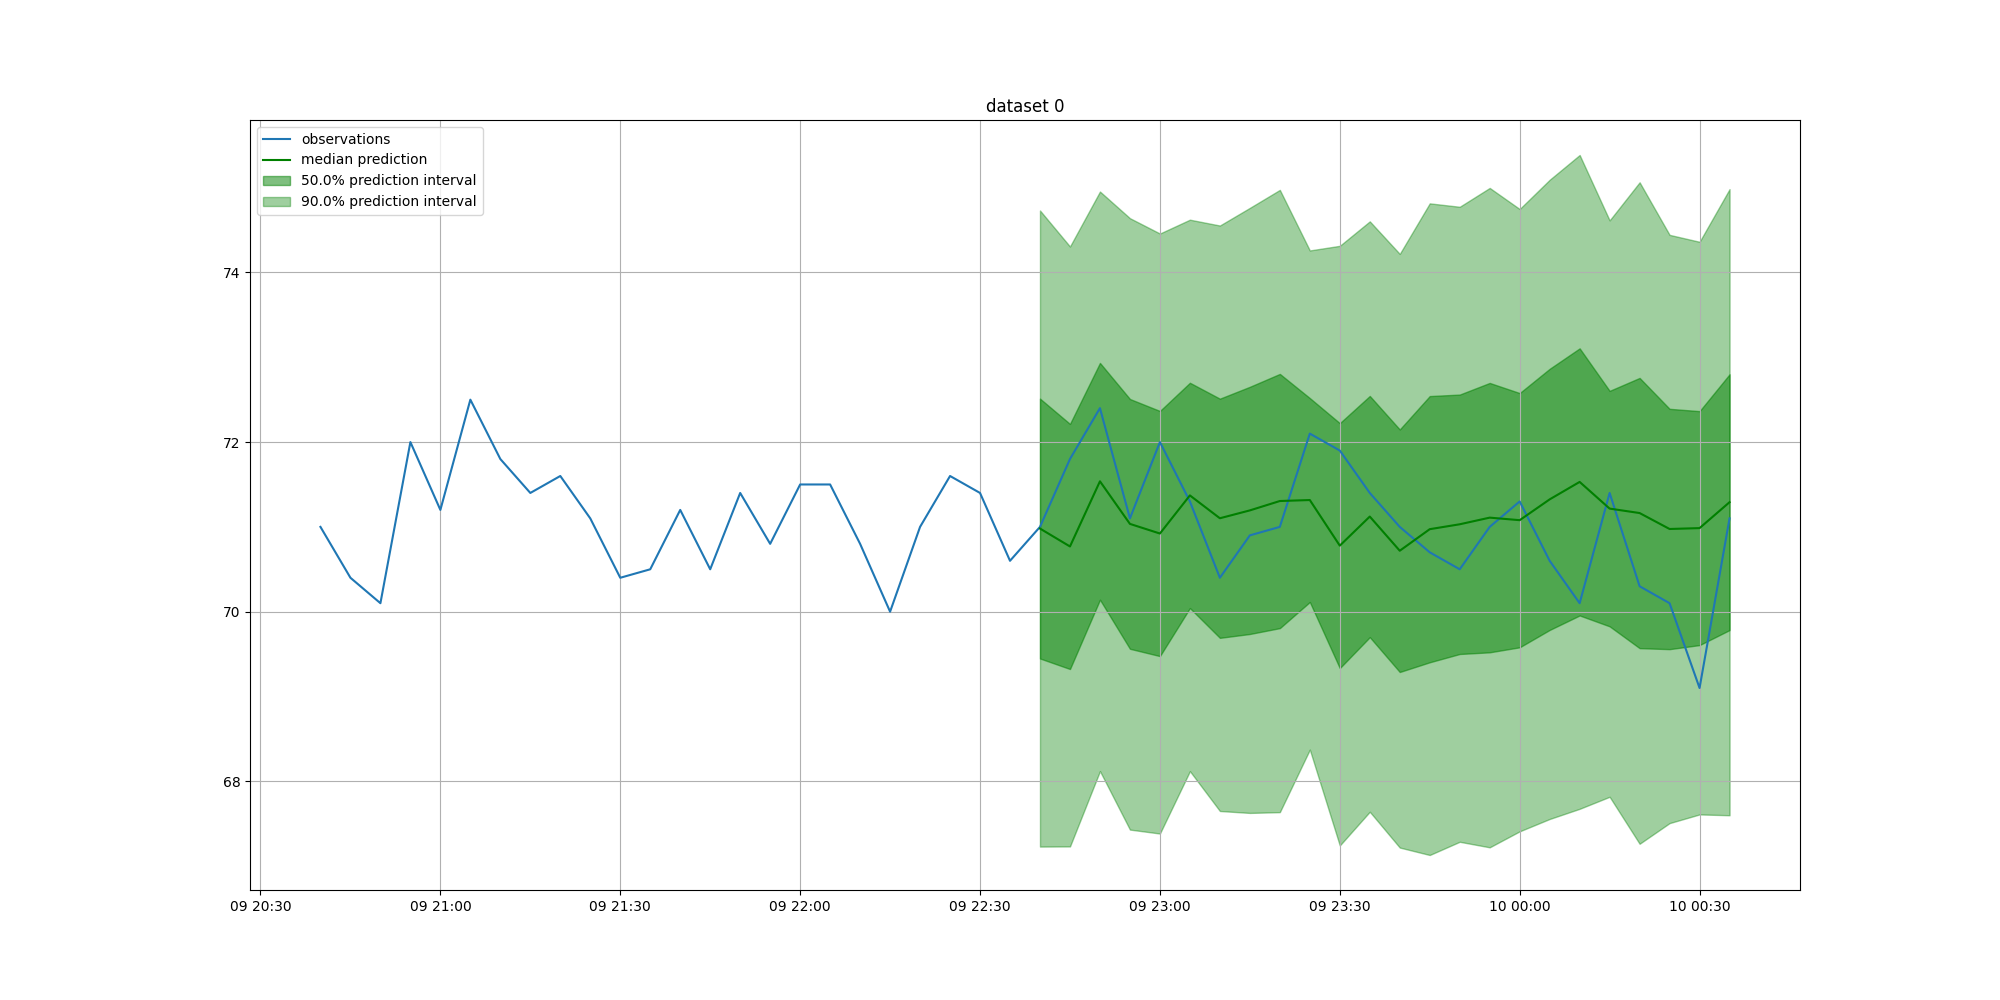 dataset 0
observations
median prediction
50.0% prediction interval
90.0% prediction interval
74
72
70
68
09 20:30 09 21:00 09 21:30 09 22:00 09 22:30 09 23:00 09 23:30 10 00:00 10 00:30